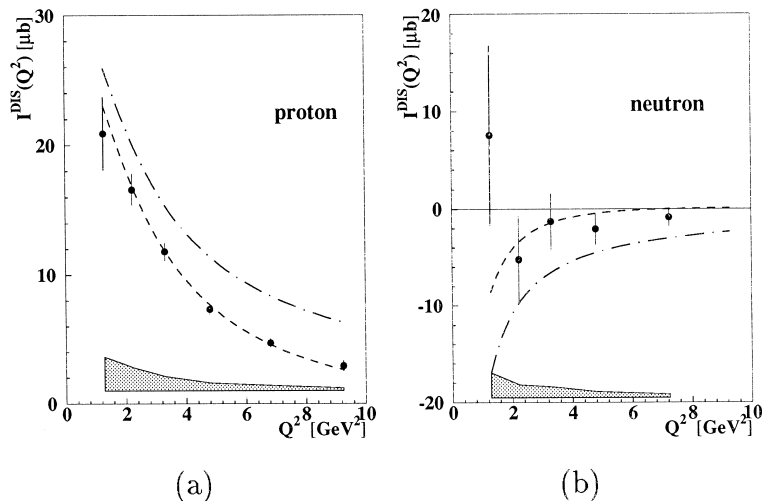 I^DIS(Q²) [μb]
30
20
10
0
proton
0 2 4 6 8 10
Q² [GeV²]
(a)
I^DIS(Q²) [μb]
20
10
0
-10
-20
neutron
0 2 4 6 8 10
Q² [GeV²]
(b)